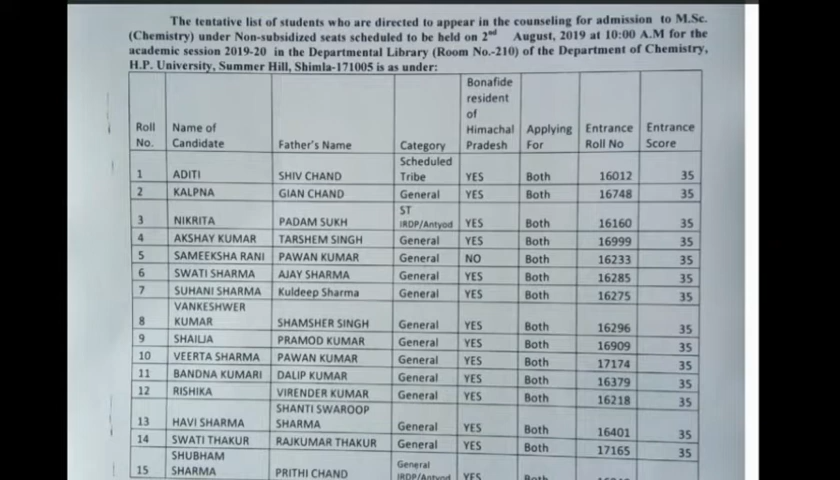 The tentative list of students who are directed to appear in the counseling for admission to M.Sc.
(Chemistry) under Non-subsidized seats scheduled to be held on 2nd August, 2019 at 10:00 A.M for the
academic session 2019-20 in the Departmental Library (Room No.-210) of the Department of Chemistry,
H.P. University, Summer Hill, Shimla-171005 is as under:
Roll No. Name of Candidate Father's Name Category Bonafide resident of Himachal Pradesh Applying For Entrance Roll No Entrance Score
1 ADITI SHIV CHAND Scheduled Tribe YES Both 16012 35
2 KALPNA GIAN CHAND General YES Both 16748 35
3 NIKRITA PADAM SUKH ST IRDP/Antyod YES Both 16160 35
4 AKSHAY KUMAR TARSHEM SINGH General YES Both 16999 35
5 SAMEEKSHA RANI PAWAN KUMAR General NO Both 16233 35
6 SWATI SHARMA AJAY SHARMA General YES Both 16285 35
7 SUHANI SHARMA Kuldeep Sharma General YES Both 16275 35
8 VANKESHWER KUMAR SHAMSHER SINGH General YES Both 16296 35
9 SHAILJA PRAMOD KUMAR General YES Both 16909 35
10 VEERTA SHARMA PAWAN KUMAR General YES Both 17174 35
11 BANDNA KUMARI DALIP KUMAR General YES Both 16379 35
12 RISHIKA VIRENDER KUMAR General YES Both 16218 35
13 HAVI SHARMA SHANTI SWAROOP SHARMA General YES Both 16401 35
14 SWATI THAKUR RAJKUMAR THAKUR General YES Both 17165 35
15 SHUBHAM SHARMA PRITHI CHAND General IRDP/Antyod YES Both